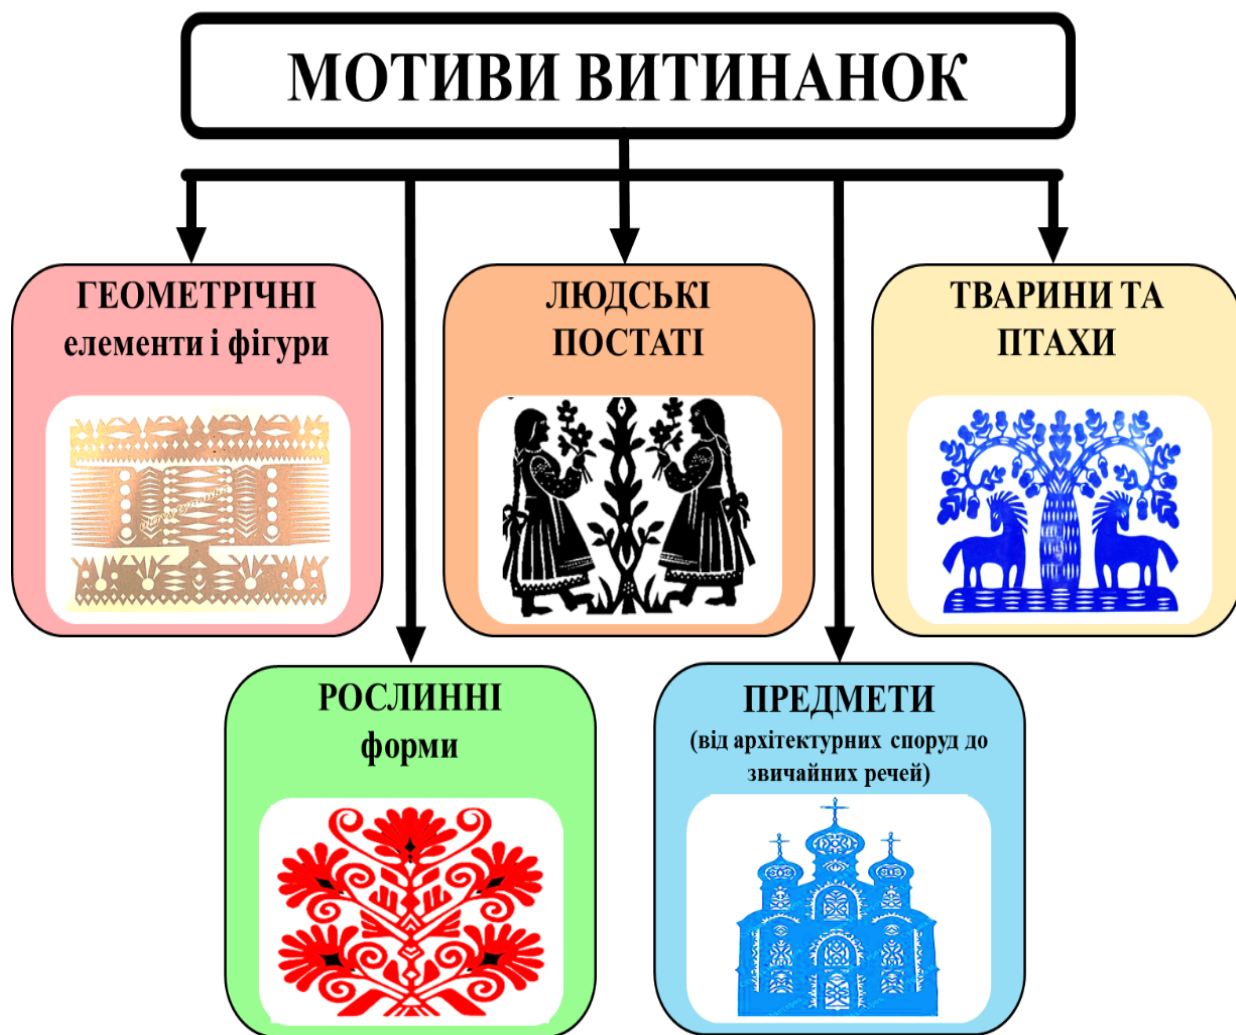 МОТИВИ ВИТИНАНОК
ГЕОМЕТРІЧНІ
елементи і фігури
ЛЮДСЬКІ
ПОСТАТІ
ТВАРИНИ ТА
ПТАХИ
РОСЛИННІ
форми
ПРЕДМЕТИ
(від архітектурних споруд до
звичайних речей)